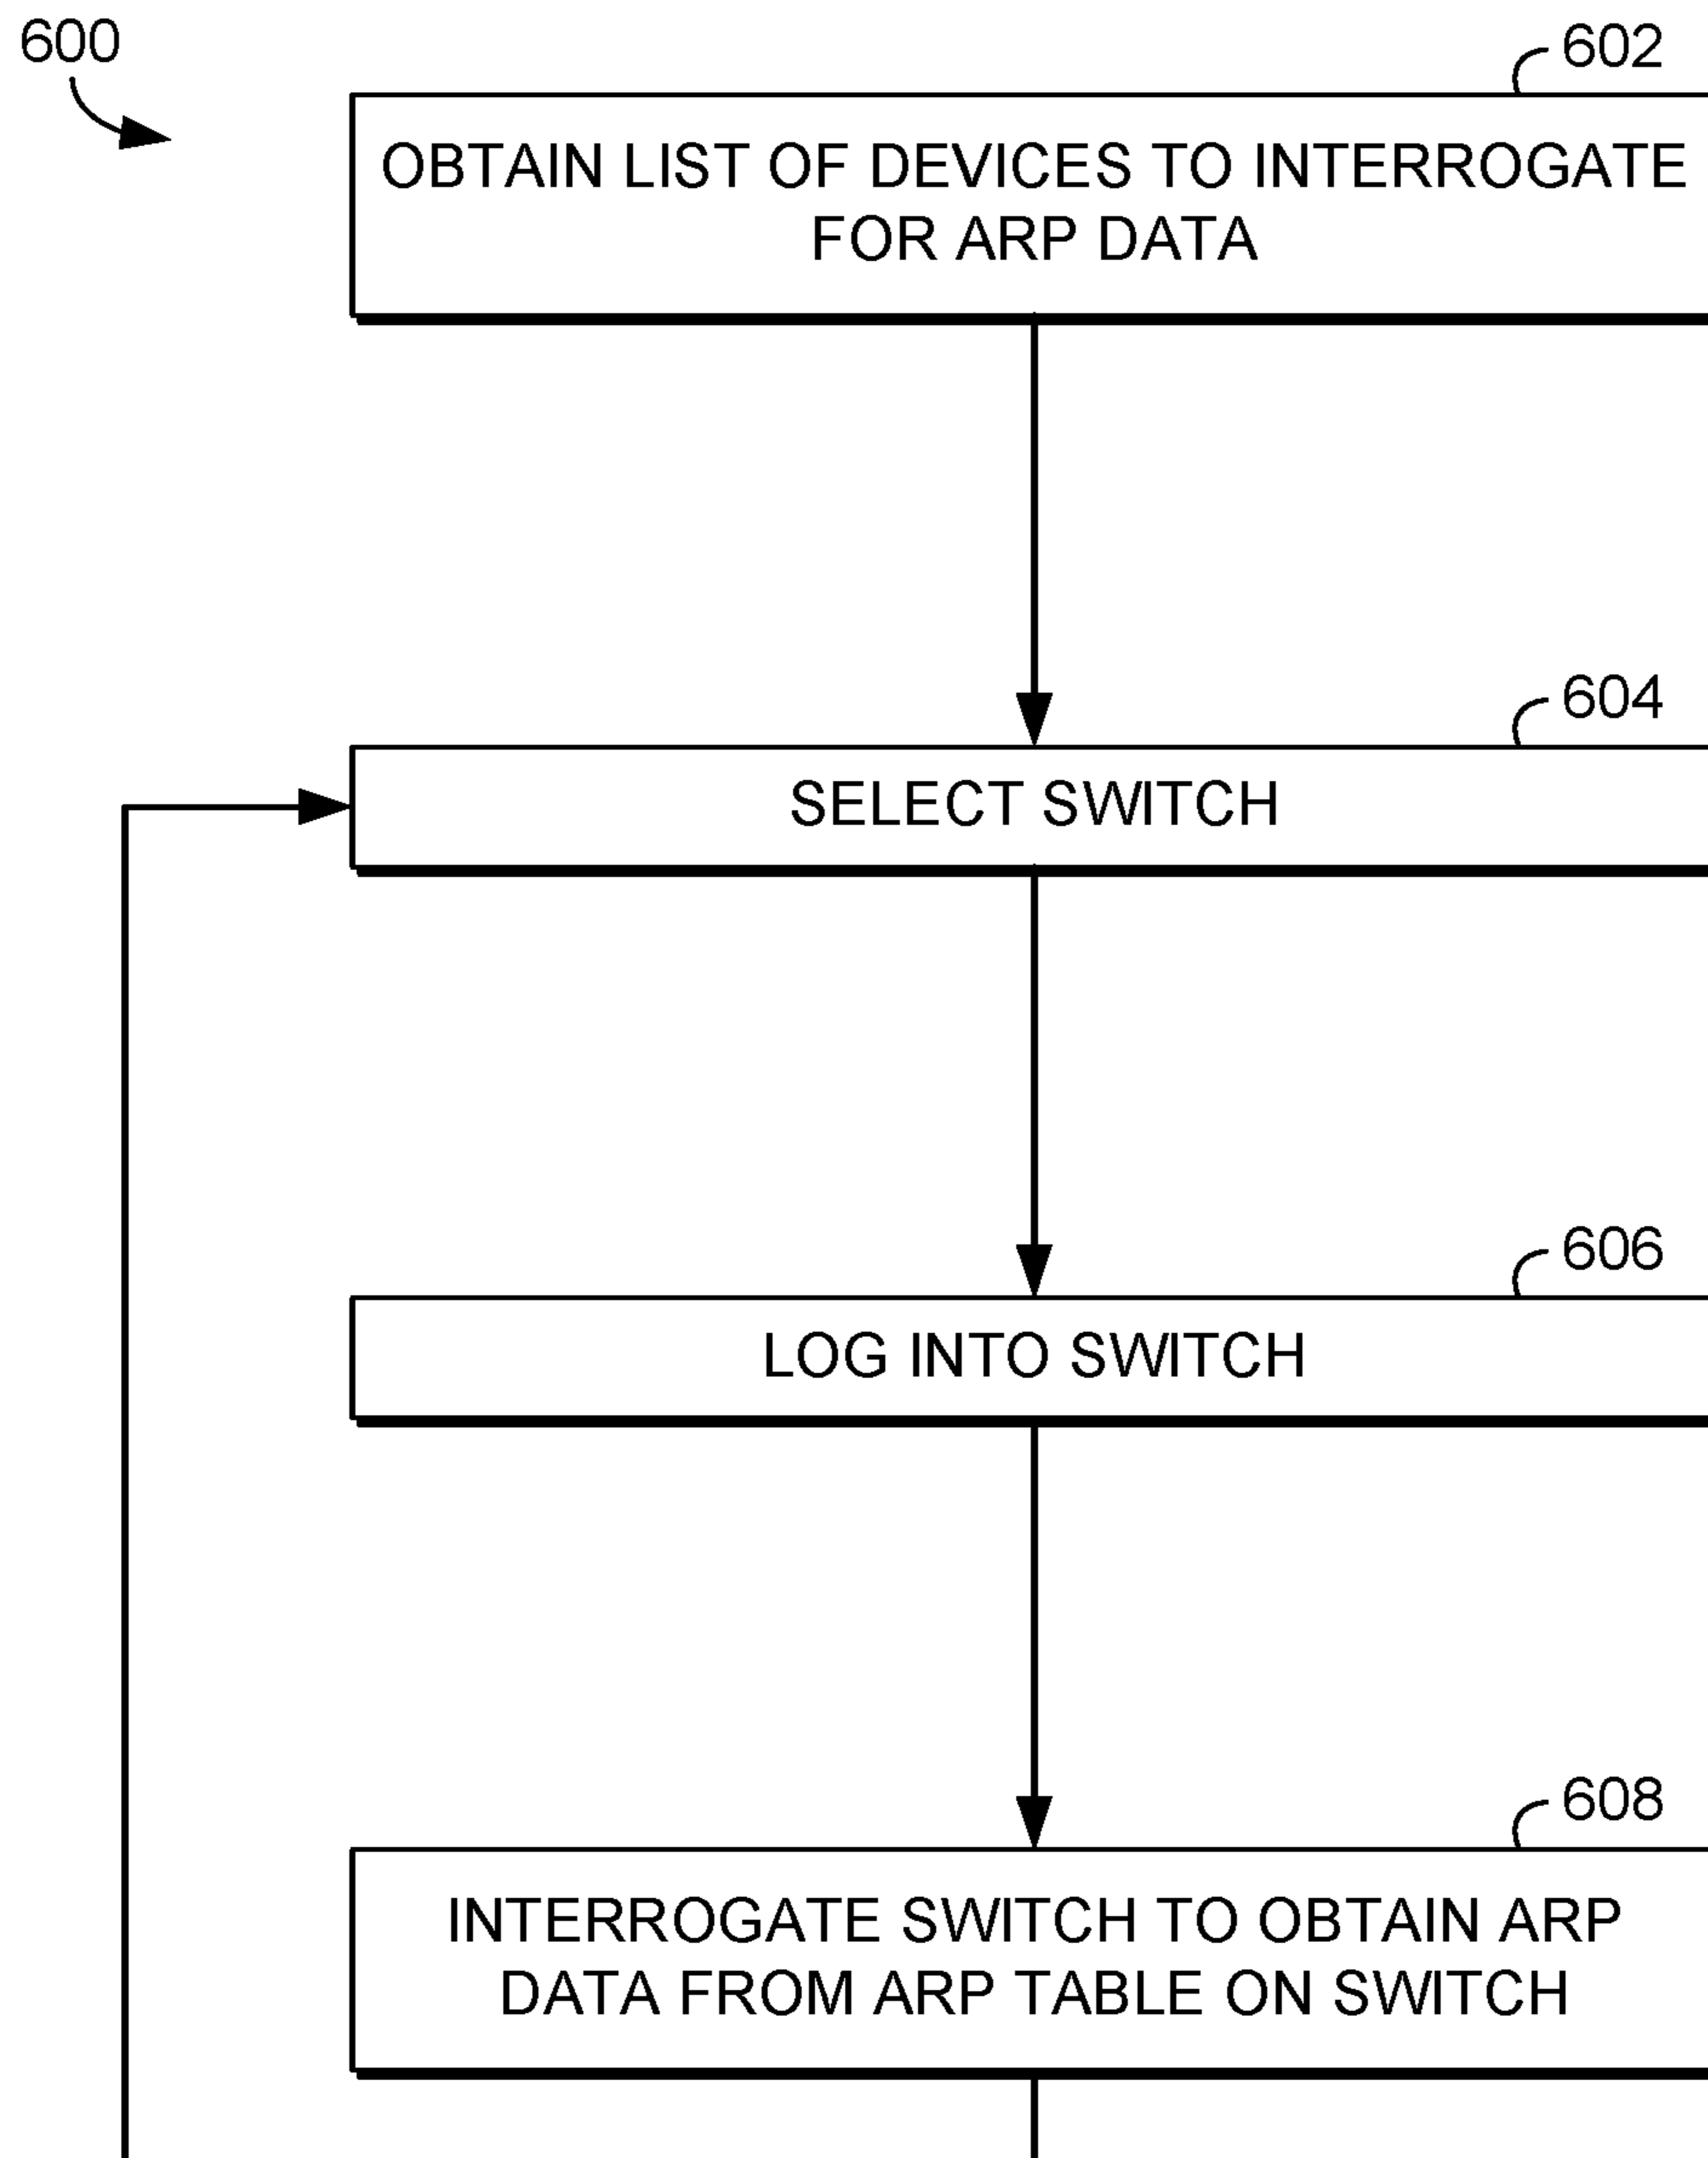 600
602
OBTAIN LIST OF DEVICES TO INTERROGATE
FOR ARP DATA
604
SELECT SWITCH
606
LOG INTO SWITCH
608
INTERROGATE SWITCH TO OBTAIN ARP
DATA FROM ARP TABLE ON SWITCH